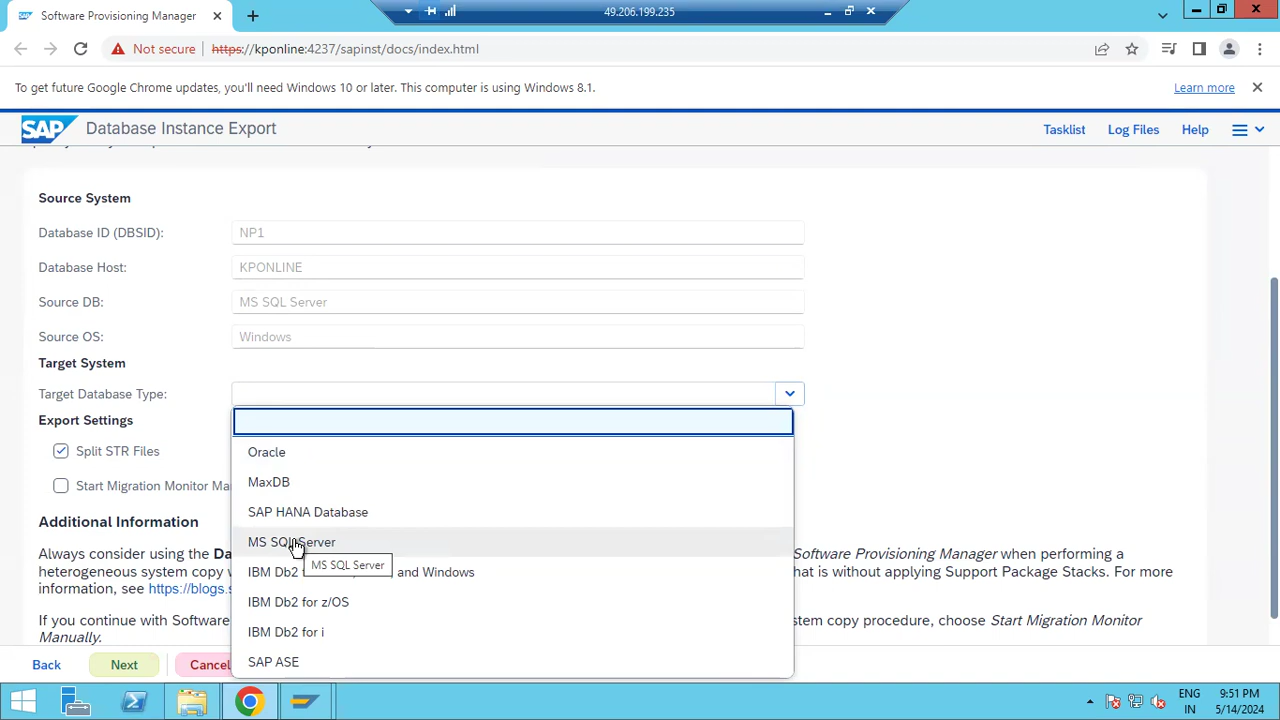 Software Provisioning Manager
49.206.199.235
Not secure
https://kponline:4237/sapinst/docs/index.html
To get future Google Chrome updates, you'll need Windows 10 or later. This computer is using Windows 8.1.
Learn more
SAP Database Instance Export
Tasklist
Log Files
Help
Source System
Database ID (DBSID):
NP1
Database Host:
KPONLINE
Source DB:
MS SQL Server
Source OS:
Windows
Target System
Target Database Type:
Export Settings
Split STR Files
Start Migration Monitor Ma
Oracle
MaxDB
SAP HANA Database
MS SQL Server
MS SQL Server
IBM Db2 and Windows
IBM Db2 for z/OS
IBM Db2 for i
SAP ASE
Additional Information
Always consider using the Da Software Provisioning Manager when performing a
heterogeneous system copy that is without applying Support Package Stacks. For more
information, see https://blogs.s
If you continue with Softwar stem copy procedure, choose Start Migration Monitor
Manually.
Back
Next
Cancel
ENG
IN
9:51 PM
5/14/2024